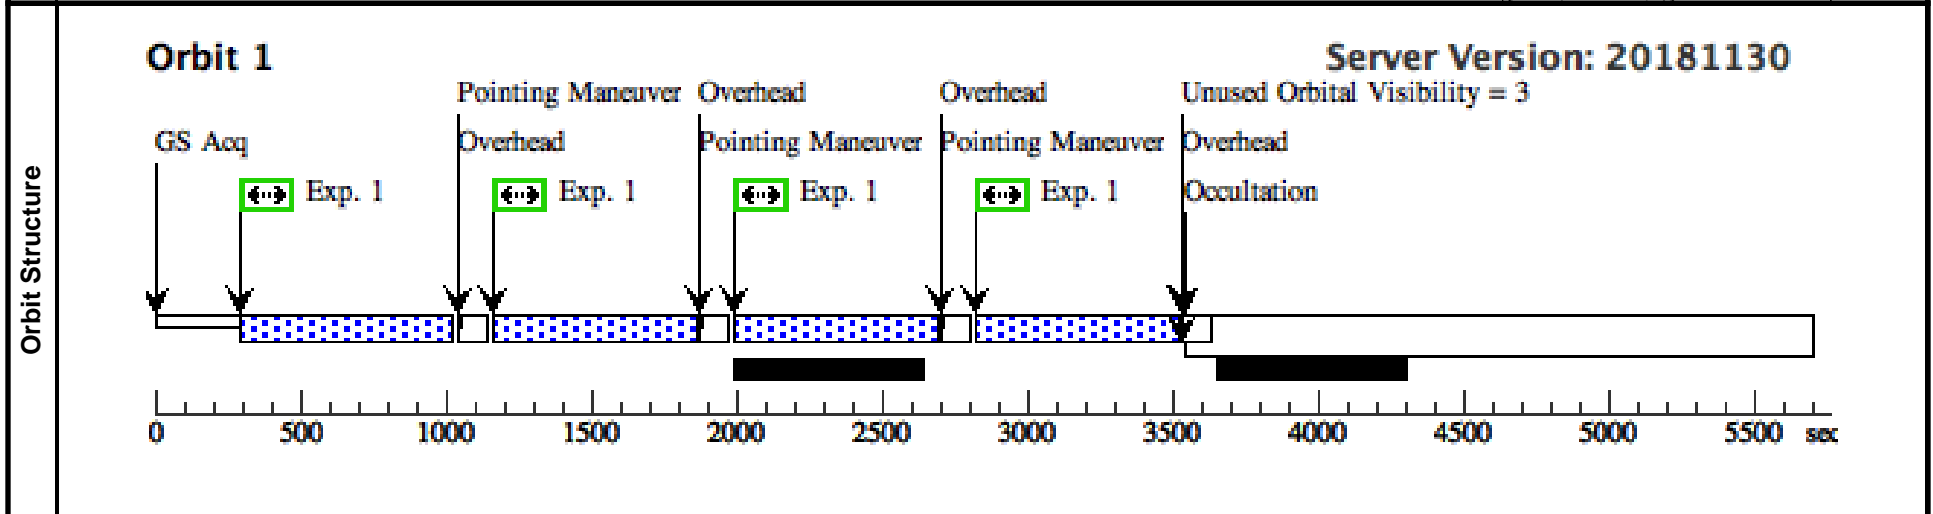 Orbit Structure
Orbit 1 Server Version: 20181130
Pointing Maneuver Overhead Overhead Unused Orbital Visibility = 3
GS Acq Overhead Pointing Maneuver Pointing Maneuver Overhead
Exp. 1 Exp. 1 Exp. 1 Exp. 1 Occultation
0 500 1000 1500 2000 2500 3000 3500 4000 4500 5000 5500 sec